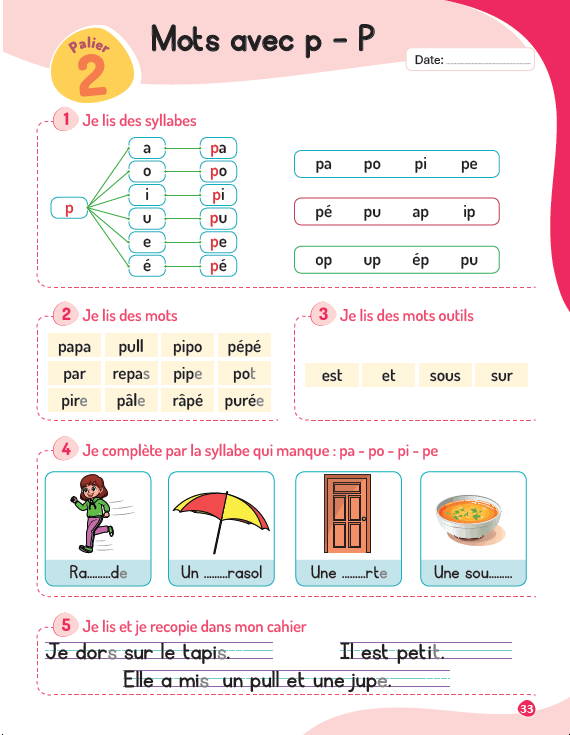 Palier
2
Mots avec p - P
Date:
1 Je lis des syllabes
p
a pa
o po
i pi
u pu
e pe
é pé
pa po pi pe
pé pu ap ip
op up ép pu
2 Je lis des mots
papa pull pipo pépé
par repas pipe pot
pire pâle râpé purée
3 Je lis des mots outils
est et sous sur
4 Je complète par la syllabe qui manque : pa - po - pi - pe
Ra.........de
Un .........rasol
Une .........rte
Une sou.........
5 Je lis et je recopie dans mon cahier
Je dors sur le tapis.
Il est petit.
Elle a mis un pull et une jupe.
33